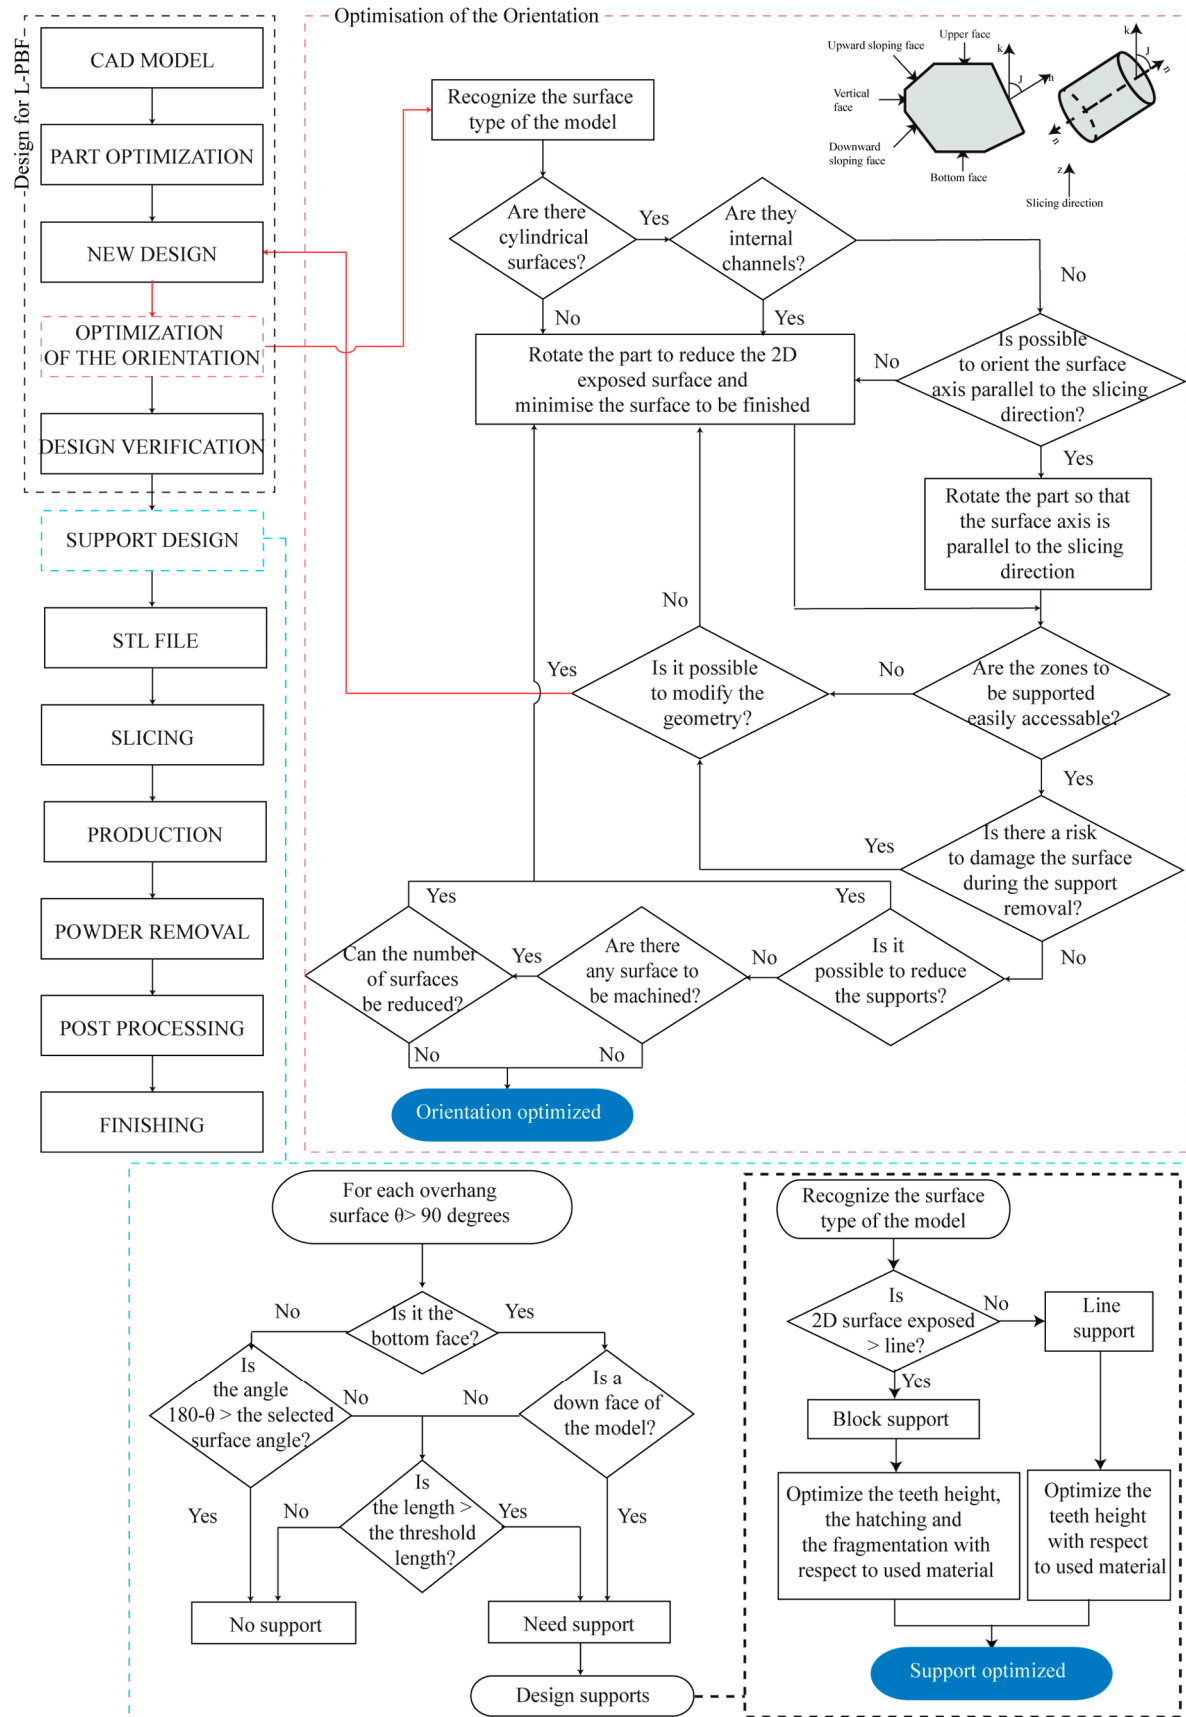 Optimisation of the Orientation
Design for L-PBF
CAD MODEL
PART OPTIMIZATION
NEW DESIGN
OPTIMIZATION
OF THE ORIENTATION
DESIGN VERIFICATION
SUPPORT DESIGN
STL FILE
SLICING
PRODUCTION
POWDER REMOVAL
POST PROCESSING
FINISHING
Recognize the surface
type of the model
Upward sloping face
Upper face
Vertical
face
Downward
sloping face
Bottom face
k
J
n
k
J
n
n
z
Slicing direction
Are there
cylindrical
surfaces?
Yes
No
Are they
internal
channels?
No
Yes
Rotate the part to reduce the 2D
exposed surface and
minimise the surface to be finished
No
Is possible
to orient the surface
axis parallel to the slicing
direction?
Yes
Rotate the part so that
the surface axis is
parallel to the slicing
direction
No
Yes
Is it possible
to modify the
geometry?
No
Are the zones to
be supported
easily accessable?
Yes
Yes
Is there a risk
to damage the surface
during the support
removal?
No
Yes
Yes
Can the number
of surfaces
be reduced?
Yes
Are there
any surface to
be machined?
No
Is it
possible to reduce
the supports?
No
No
Orientation optimized
For each overhang
surface θ> 90 degrees
No
Is it the
bottom face?
Yes
Is
the angle
180-θ > the selected
surface angle?
No
No
Is a
down face of
the model?
Yes
No
Is
the length >
the threshold
length?
Yes
Yes
No support
Need support
Design supports
Recognize the surface
type of the model
Is
2D surface exposed
> line?
No
Line
support
Yes
Block support
Optimize the teeth height,
the hatching and
the fragmentation with
respect to used material
Optimize the
teeth height
with respect
to used material
Support optimized